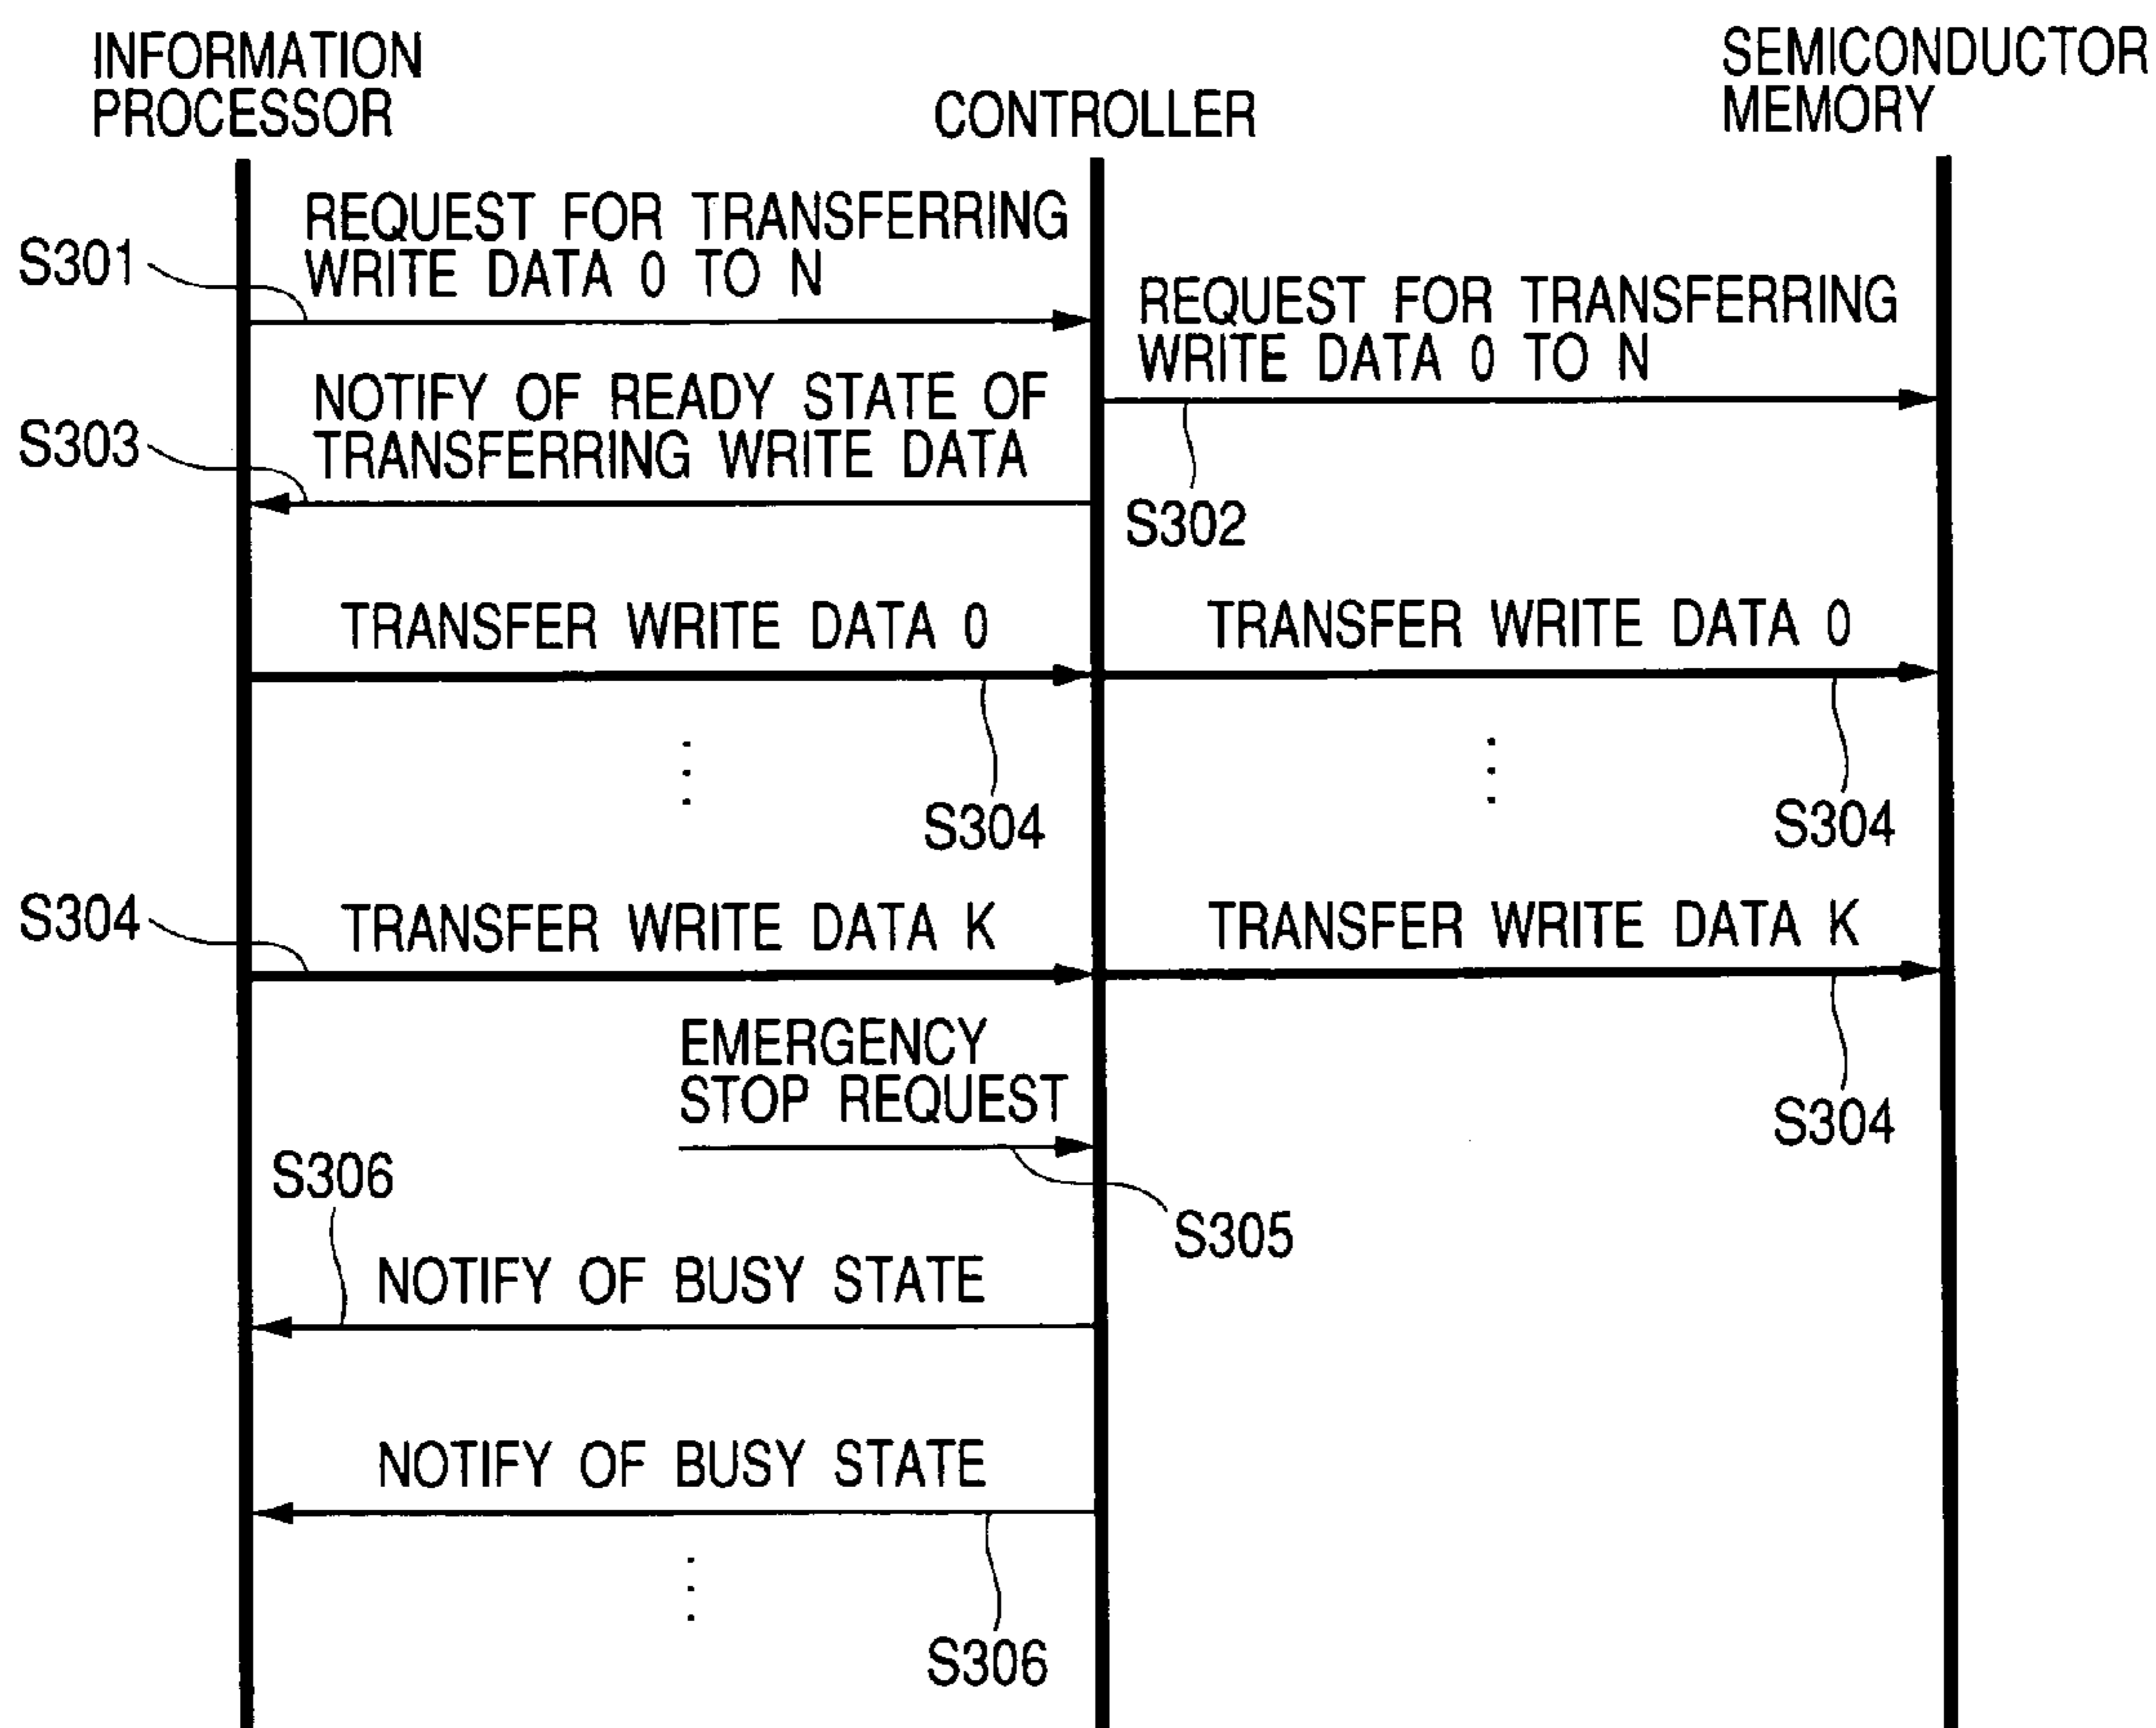 INFORMATION
PROCESSOR
CONTROLLER
SEMICONDUCTOR
MEMORY
S301
REQUEST FOR TRANSFERRING
WRITE DATA 0 TO N
REQUEST FOR TRANSFERRING
WRITE DATA 0 TO N
S303
NOTIFY OF READY STATE OF
TRANSFERRING WRITE DATA
S302
TRANSFER WRITE DATA 0
TRANSFER WRITE DATA 0
S304
S304
S304
TRANSFER WRITE DATA K
TRANSFER WRITE DATA K
EMERGENCY
STOP REQUEST
S304
S306
S305
NOTIFY OF BUSY STATE
NOTIFY OF BUSY STATE
S306